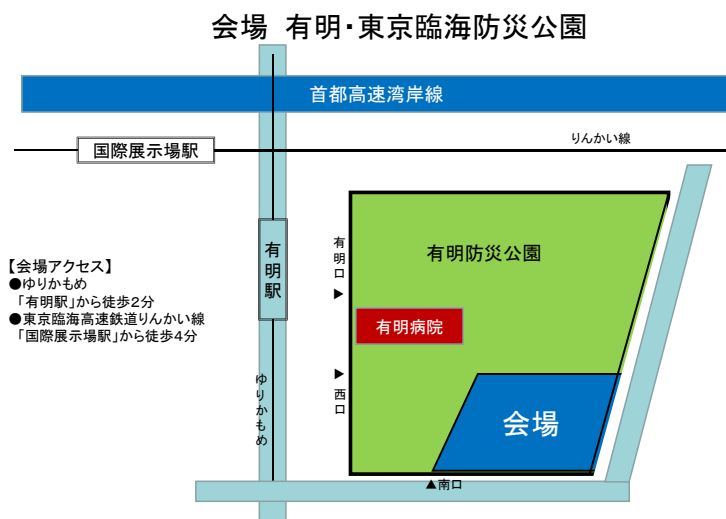 会場 有明・東京臨海防災公園
首都高速湾岸線
りんかい線
国際展示場駅
有明駅
有明口
▶
有明防災公園
【会場アクセス】
●ゆりかもめ
「有明駅」から徒歩2分
●東京臨海高速鉄道りんかい線
「国際展示場駅」から徒歩4分
有明病院
▶
西口
ゆりかもめ
会場
▲南口